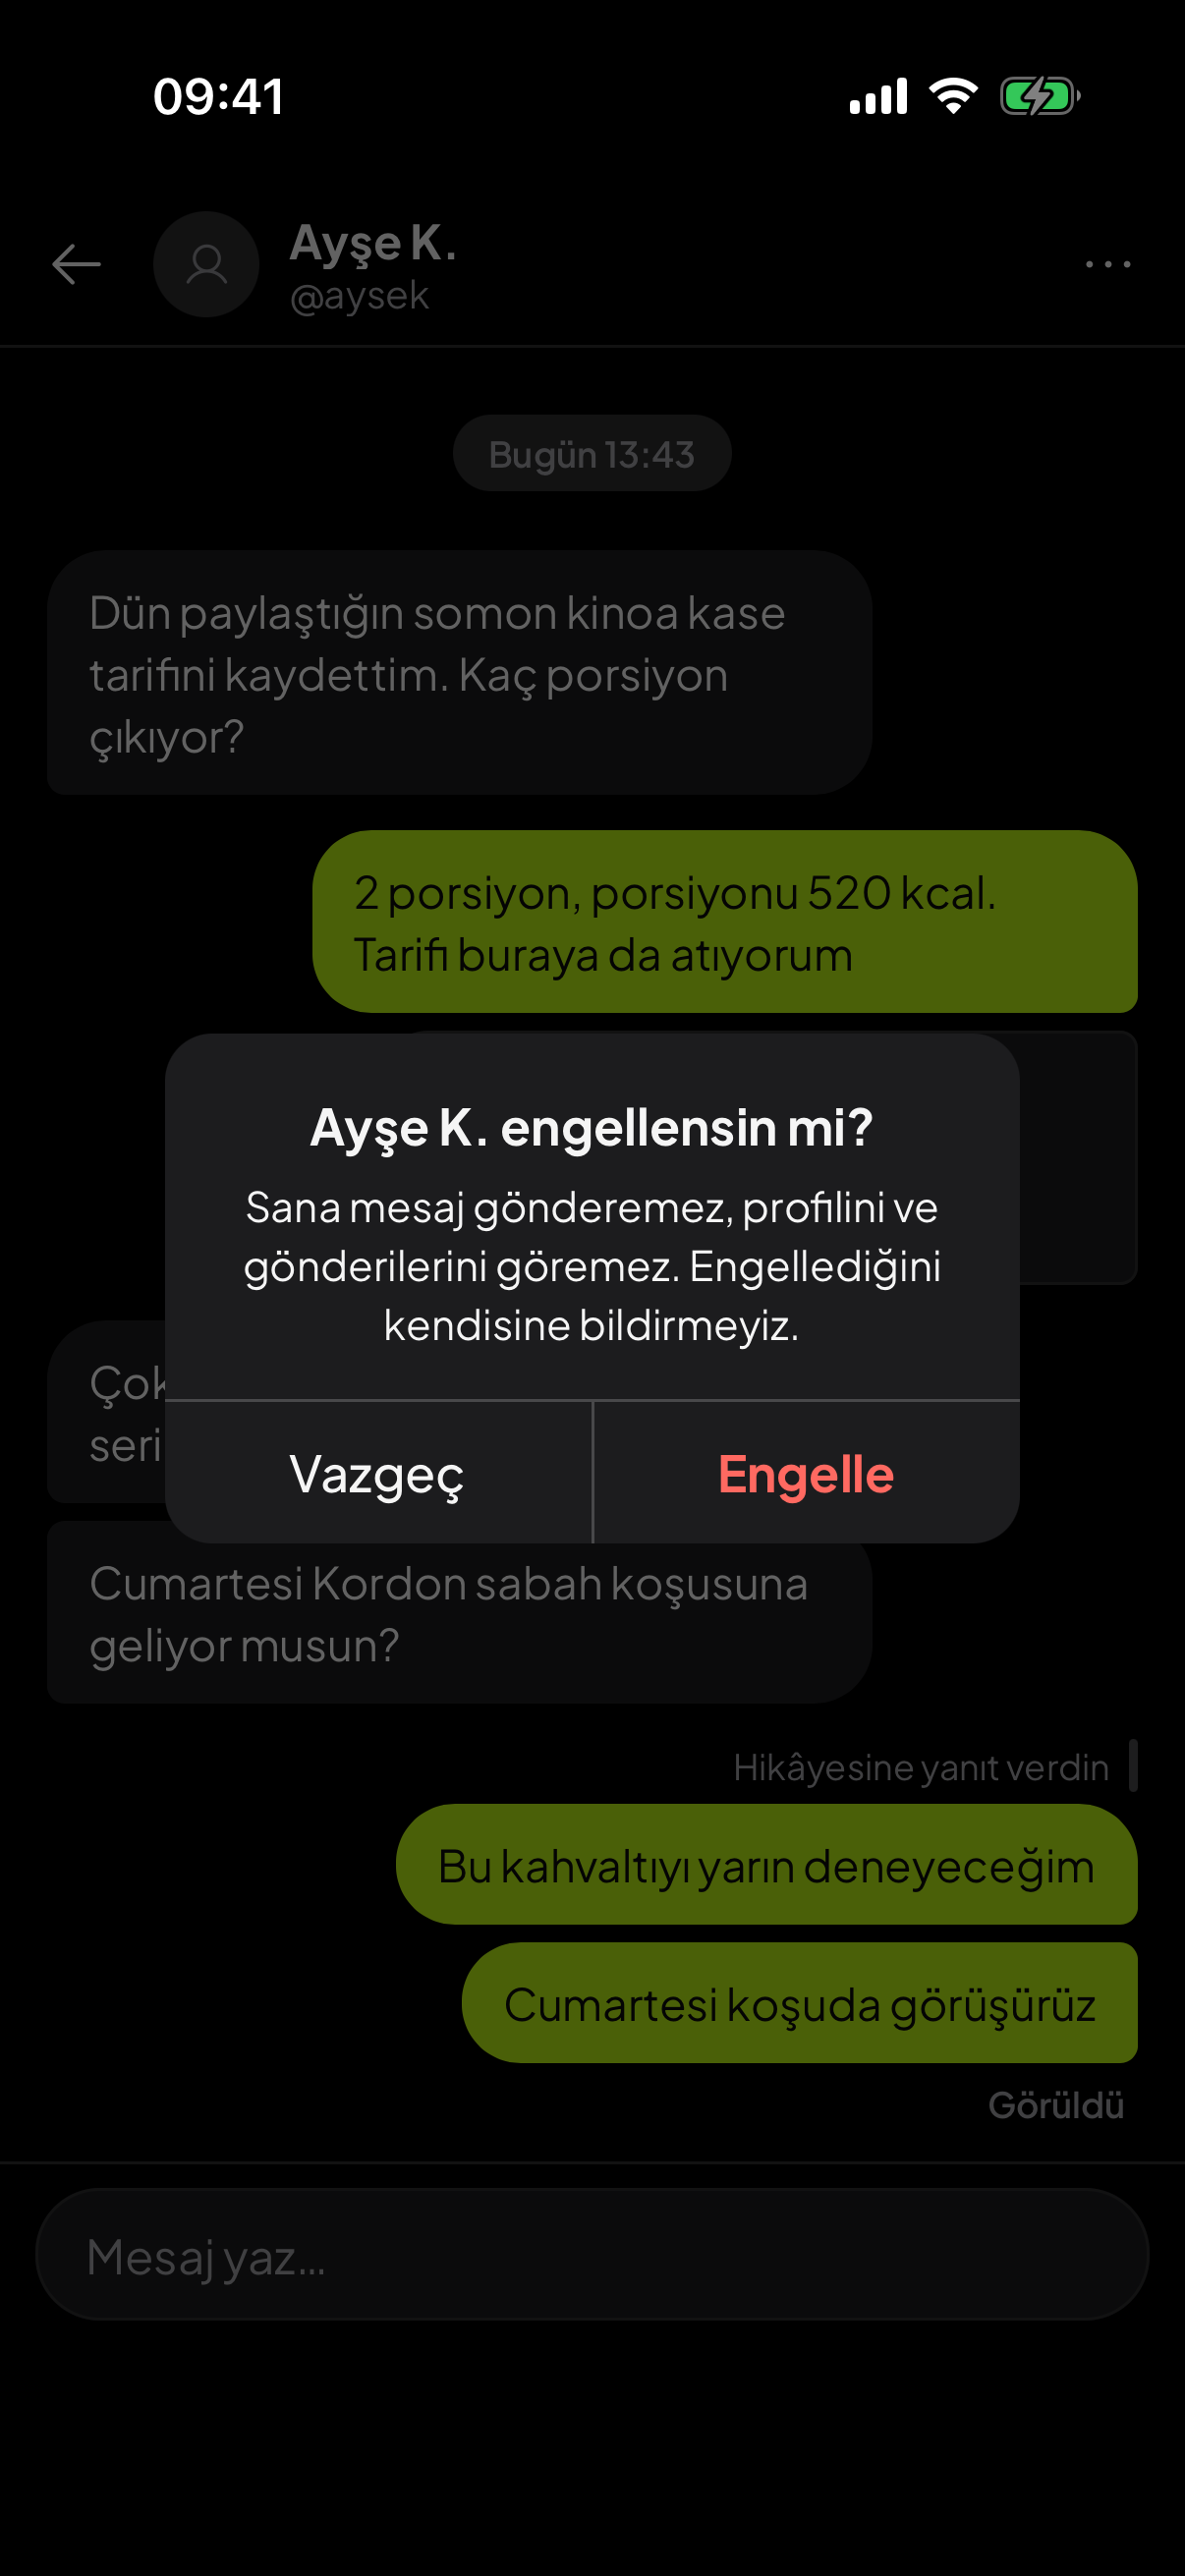 09:41
Ayşe K.
@aysek
Bugün 13:43
Dün paylaştığın somon kinoa kase
tarifini kaydettim. Kaç porsiyon
çıkıyor?
2 porsiyon, porsiyonu 520 kcal.
Tarifi buraya da atıyorum
Ayşe K. engellensin mi?
Sana mesaj gönderemez, profilini ve
gönderilerini göremez. Engellediğini
kendisine bildirmeyiz.
Vazgeç
Engelle
Cumartesi Kordon sabah koşusuna
geliyor musun?
Hikâyesine yanıt verdin
Bu kahvaltıyı yarın deneyeceğim
Cumartesi koşuda görüşürüz
Görüldü
Mesaj yaz...